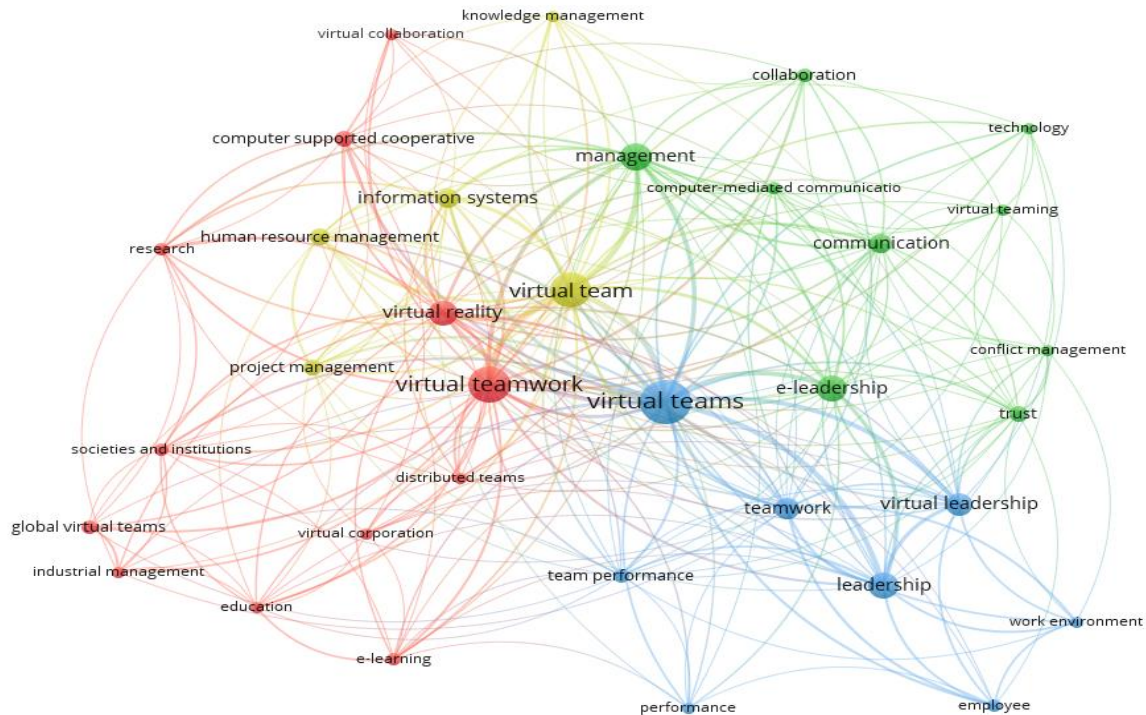 knowledge management
virtual collaboration
collaboration
technology
computer supported cooperative
management
computer-mediated communicatio
information systems
virtual teaming
human resource management
communication
research
virtual team
virtual reality
conflict management
project management
virtual teamwork
e-leadership
virtual teams
trust
societies and institutions
distributed teams
virtual leadership
teamwork
global virtual teams
virtual corporation
industrial management
team performance
leadership
education
work environment
e-learning
employee
performance